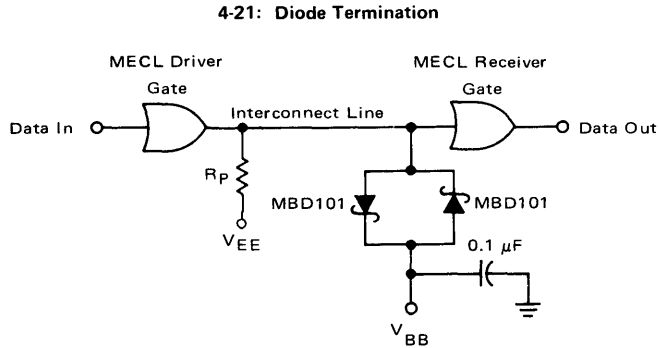 4-21: Diode Termination
MECL Driver
Gate
MECL Receiver
Gate
Data In
Interconnect Line
Data Out
RP
VEE
MBD101
MBD101
0.1 µF
VBB